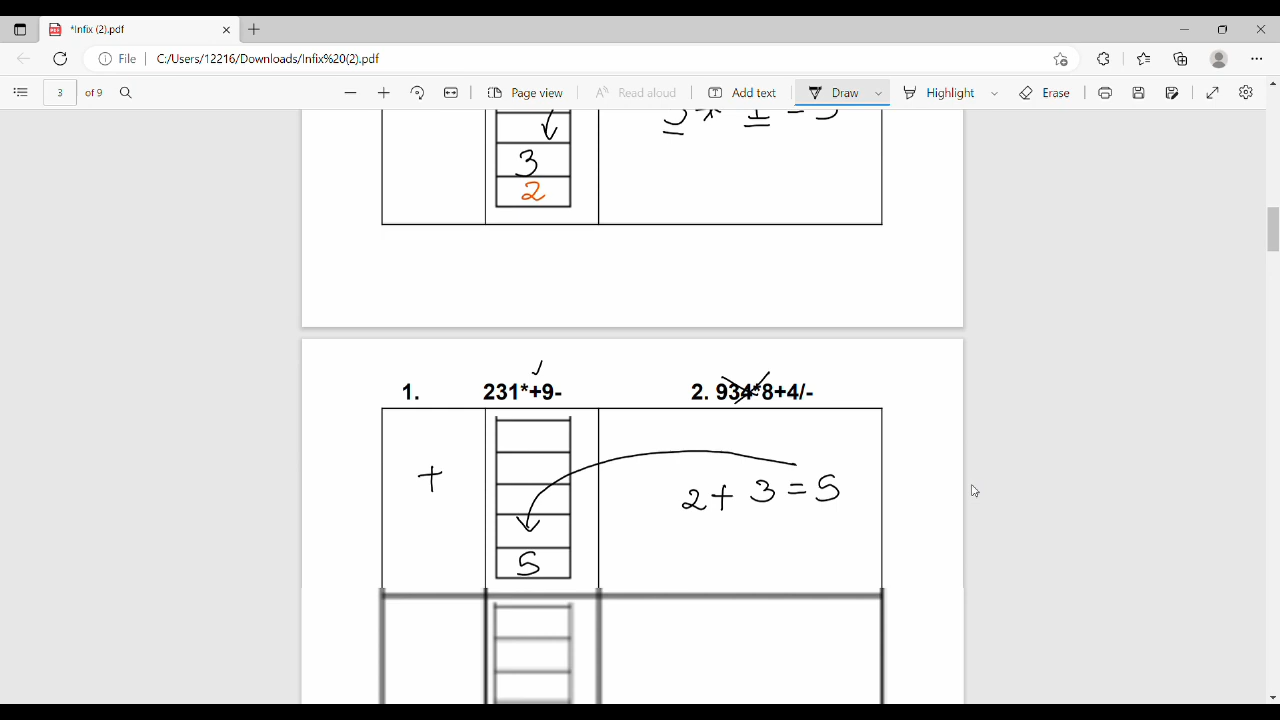 *Infix (2).pdf
File
C:/Users/12216/Downloads/Infix%20(2).pdf
3 of 9
Page view
Read aloud
Add text
Draw
Highlight
Erase
3
2
1. 231*+9-
2. 934*8+4/-
+
2 + 3 = 5
5